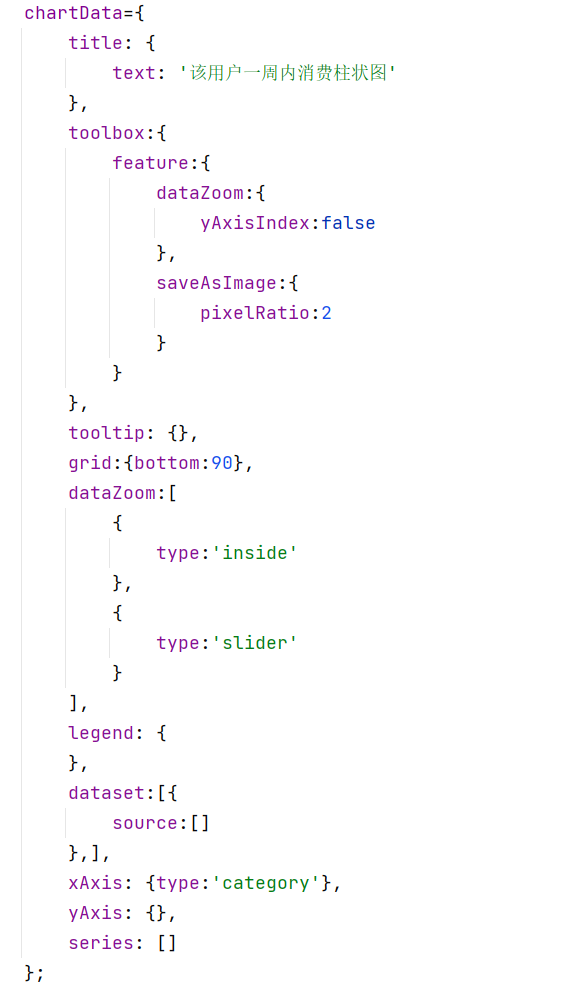 chartData={
    title: {
        text: '该用户一周内消费柱状图'
    },
    toolbox:{
        feature:{
            dataZoom:{
                yAxisIndex:false
            },
            saveAsImage:{
                pixelRatio:2
            }
        }
    },
    tooltip: {},
    grid:{bottom:90},
    dataZoom:[
        {
            type:'inside'
        },
        {
            type:'slider'
        }
    ],
    legend: {
    },
    dataset:[{
        source:[]
    },],
    xAxis: {type:'category'},
    yAxis: {},
    series: []
};